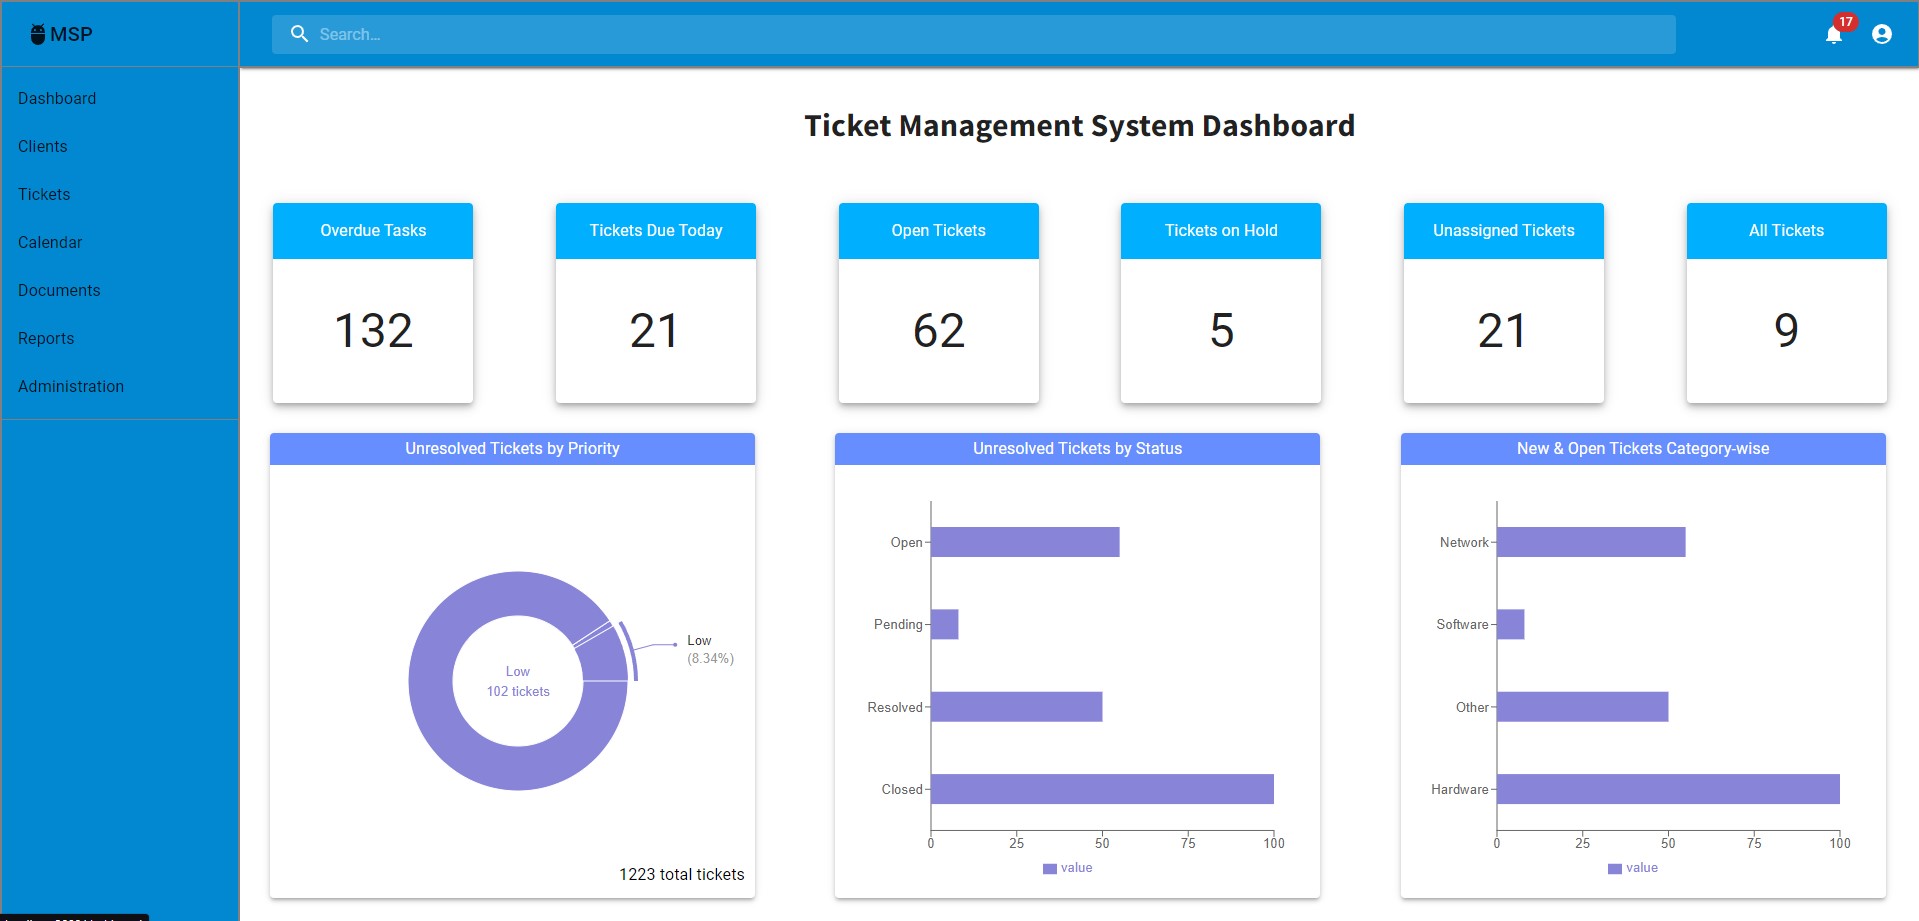 MSP
Search...
17
Dashboard
Clients
Tickets
Calendar
Documents
Reports
Administration
Ticket Management System Dashboard
Overdue Tasks
132
Tickets Due Today
21
Open Tickets
62
Tickets on Hold
5
Unassigned Tickets
21
All Tickets
9
Unresolved Tickets by Priority
Low
(8.34%)
Low
102 tickets
1223 total tickets
Unresolved Tickets by Status
Open
Pending
Resolved
Closed
0 25 50 75 100
value
New & Open Tickets Category-wise
Network
Software
Other
Hardware
0 25 50 75 100
value